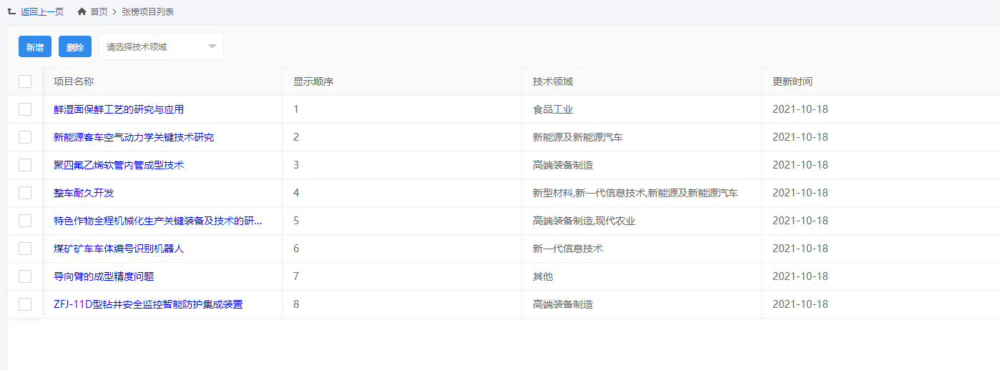 返回上一页 首页 > 张榜项目列表
新增 删除 请选择技术领域
项目名称 显示顺序 技术领域 更新时间
鲜湿面保鲜工艺的研究与应用 1 食品工业 2021-10-18
新能源客车空气动力学关键技术研究 2 新能源及新能源汽车 2021-10-18
聚四氟乙烯软管内管成型技术 3 高端装备制造 2021-10-18
整车耐久开发 4 新型材料,新一代信息技术,新能源及新能源汽车 2021-10-18
特色作物全程机械化生产关键装备及技术的研... 5 高端装备制造,现代农业 2021-10-18
煤矿矿车车体编号识别机器人 6 新一代信息技术 2021-10-18
导向臂的成型精度问题 7 其他 2021-10-18
ZFJ-11D型钻井安全监控智能防护集成装置 8 高端装备制造 2021-10-18